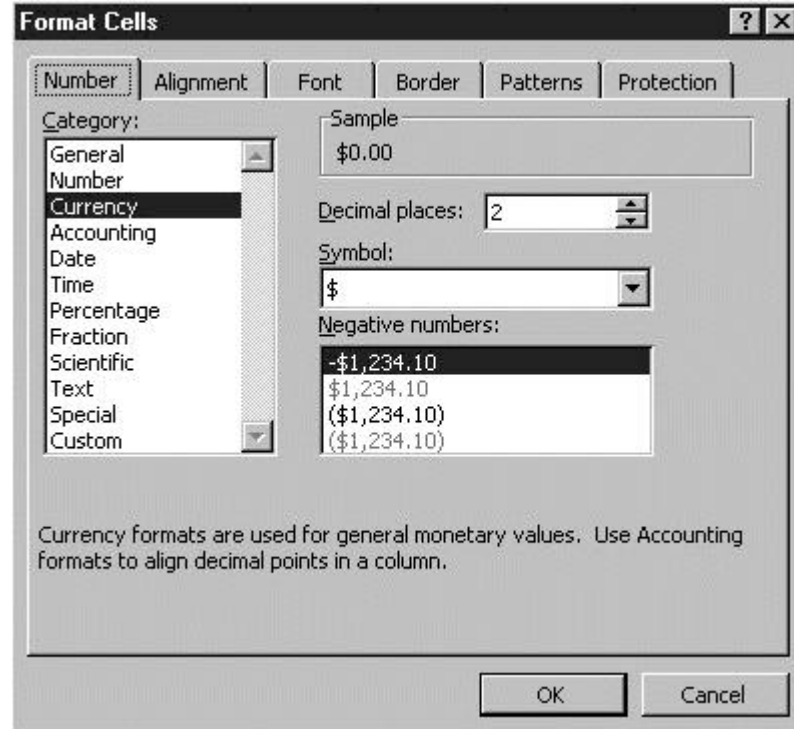 Format Cells
Number Alignment Font Border Patterns Protection
Category:
General
Number
Currency
Accounting
Date
Time
Percentage
Fraction
Scientific
Text
Special
Custom
Sample
$0.00
Decimal places: 2
Symbol:
$
Negative numbers:
-$1,234.10
$1,234.10
($1,234.10)
($1,234.10)
Currency formats are used for general monetary values. Use Accounting
formats to align decimal points in a column.
OK Cancel